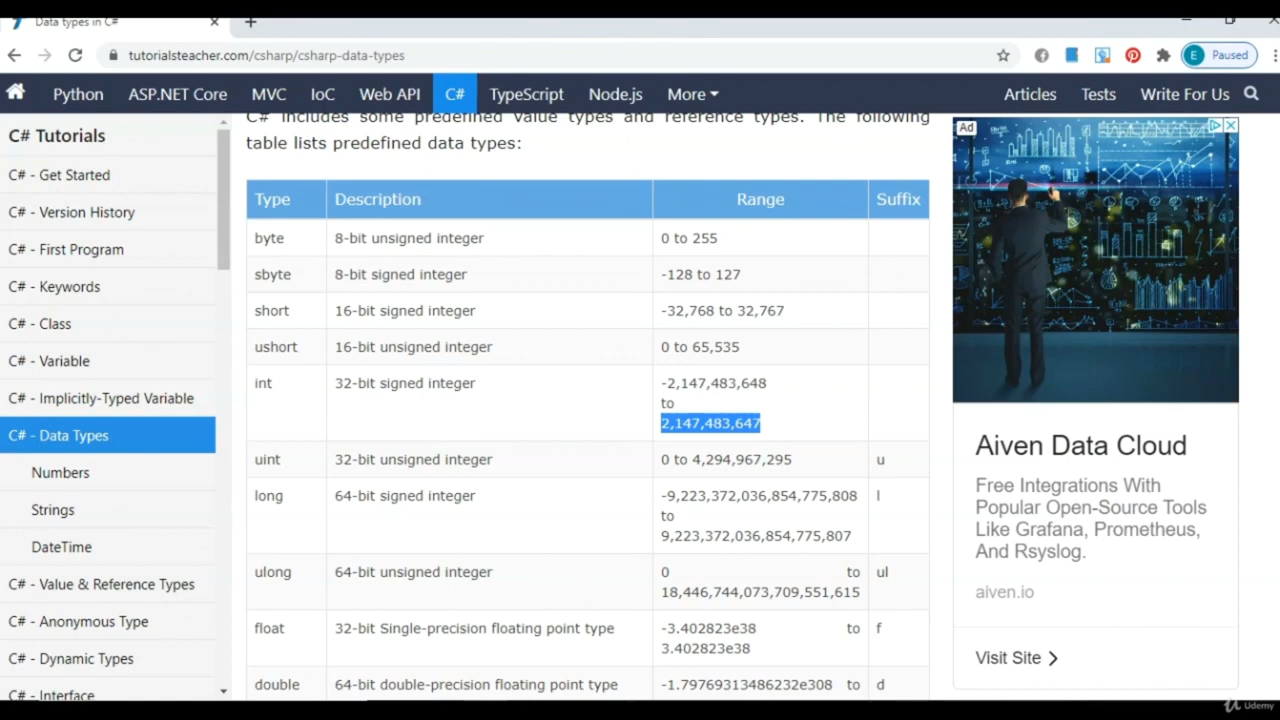 Data types in C#
tutorialsteacher.com/csharp/csharp-data-types
E Paused
Python ASP.NET Core MVC IoC Web API C# TypeScript Node.js More Articles Tests Write For Us
C# Tutorials
C# - Get Started
C# - Version History
C# - First Program
C# - Keywords
C# - Class
C# - Variable
C# - Implicitly-Typed Variable
C# - Data Types
Numbers
Strings
DateTime
C# - Value & Reference Types
C# - Anonymous Type
C# - Dynamic Types
C# - Interface
C# includes some predefined value types and reference types. The following
table lists predefined data types:
Type Description Range Suffix
byte 8-bit unsigned integer 0 to 255
sbyte 8-bit signed integer -128 to 127
short 16-bit signed integer -32,768 to 32,767
ushort 16-bit unsigned integer 0 to 65,535
int 32-bit signed integer -2,147,483,648
to
2,147,483,647
uint 32-bit unsigned integer 0 to 4,294,967,295 u
long 64-bit signed integer -9,223,372,036,854,775,808 l
to
9,223,372,036,854,775,807
ulong 64-bit unsigned integer 0 to ul
18,446,744,073,709,551,615
float 32-bit Single-precision floating point type -3.402823e38 to f
3.402823e38
double 64-bit double-precision floating point type -1.79769313486232e308 to d
Ad
Aiven Data Cloud
Free Integrations With
Popular Open-Source Tools
Like Grafana, Prometheus,
And Rsyslog.
aiven.io
Visit Site
Udemy